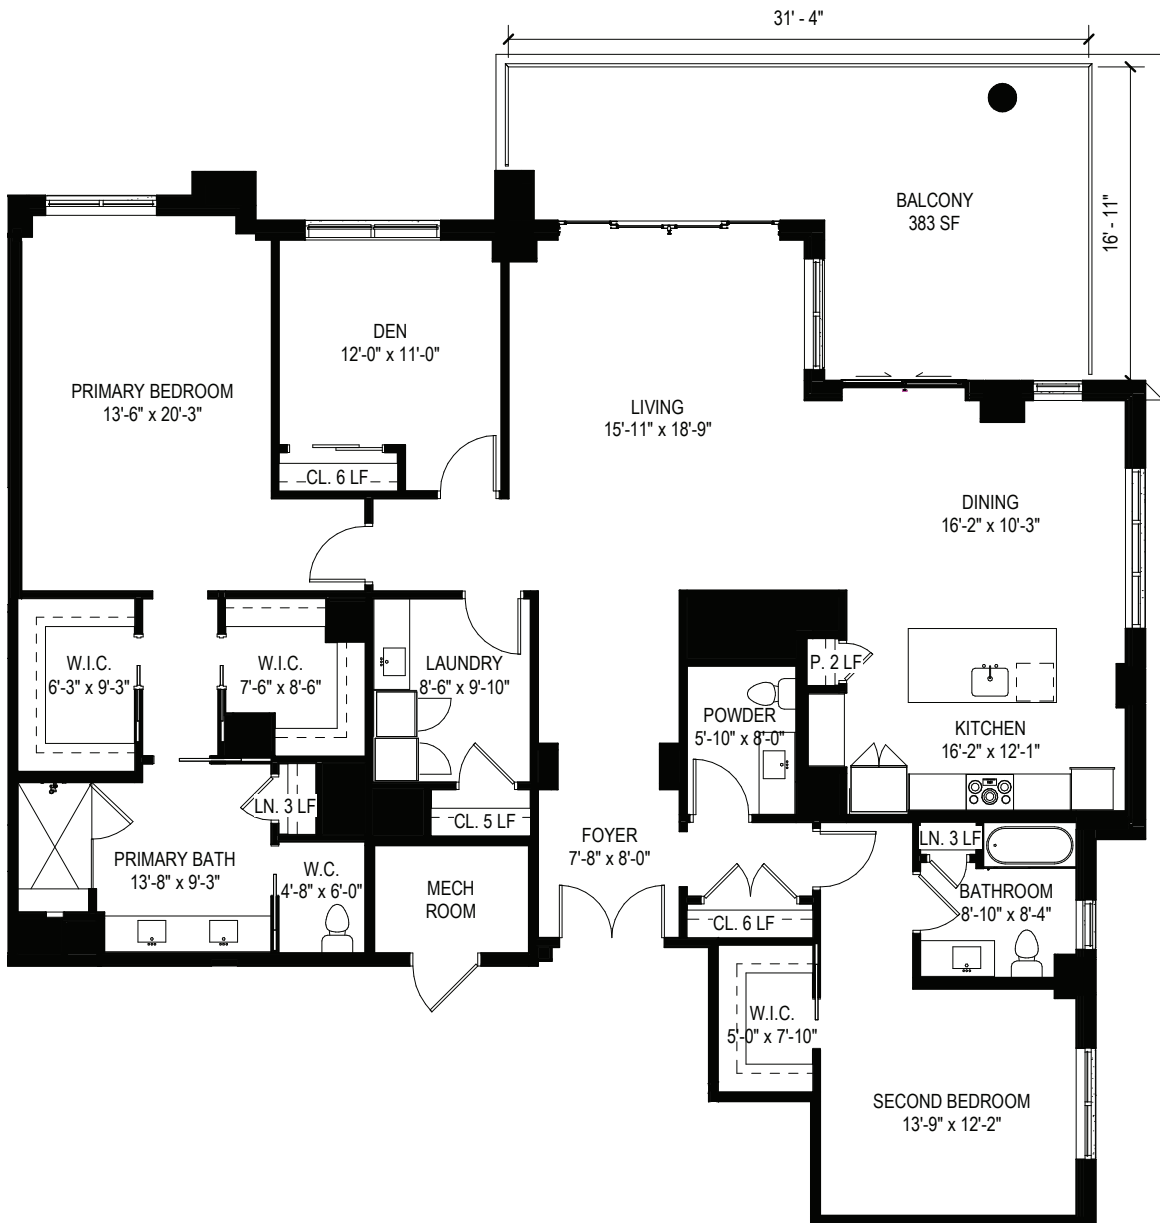 31' - 4"
16' - 11"
BALCONY
383 SF
DEN
12'-0" x 11'-0"
PRIMARY BEDROOM
13'-6" x 20'-3"
LIVING
15'-11" x 18'-9"
CL. 6 LF
DINING
16'-2" x 10'-3"
W.I.C.
6'-3" x 9'-3"
W.I.C.
7'-6" x 8'-6"
LAUNDRY
8'-6" x 9'-10"
P. 2 LF
POWDER
5'-10" x 8'-0"
KITCHEN
16'-2" x 12'-1"
LN. 3 LF
CL. 5 LF
FOYER
7'-8" x 8'-0"
LN. 3 LF
PRIMARY BATH
13'-8" x 9'-3"
W.C.
4'-8" x 6'-0"
MECH
ROOM
BATHROOM
8'-10" x 8'-4"
CL. 6 LF
W.I.C.
5'-0" x 7'-10"
SECOND BEDROOM
13'-9" x 12'-2"